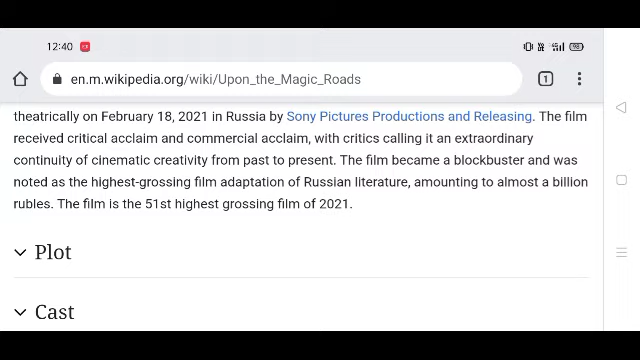 12:40
en.m.wikipedia.org/wiki/Upon_the_Magic_Roads
1
theatrically on February 18, 2021 in Russia by Sony Pictures Productions and Releasing. The film
received critical acclaim and commercial acclaim, with critics calling it an extraordinary
continuity of cinematic creativity from past to present. The film became a blockbuster and was
noted as the highest-grossing film adaptation of Russian literature, amounting to almost a billion
rubles. The film is the 51st highest grossing film of 2021.
Plot
Cast